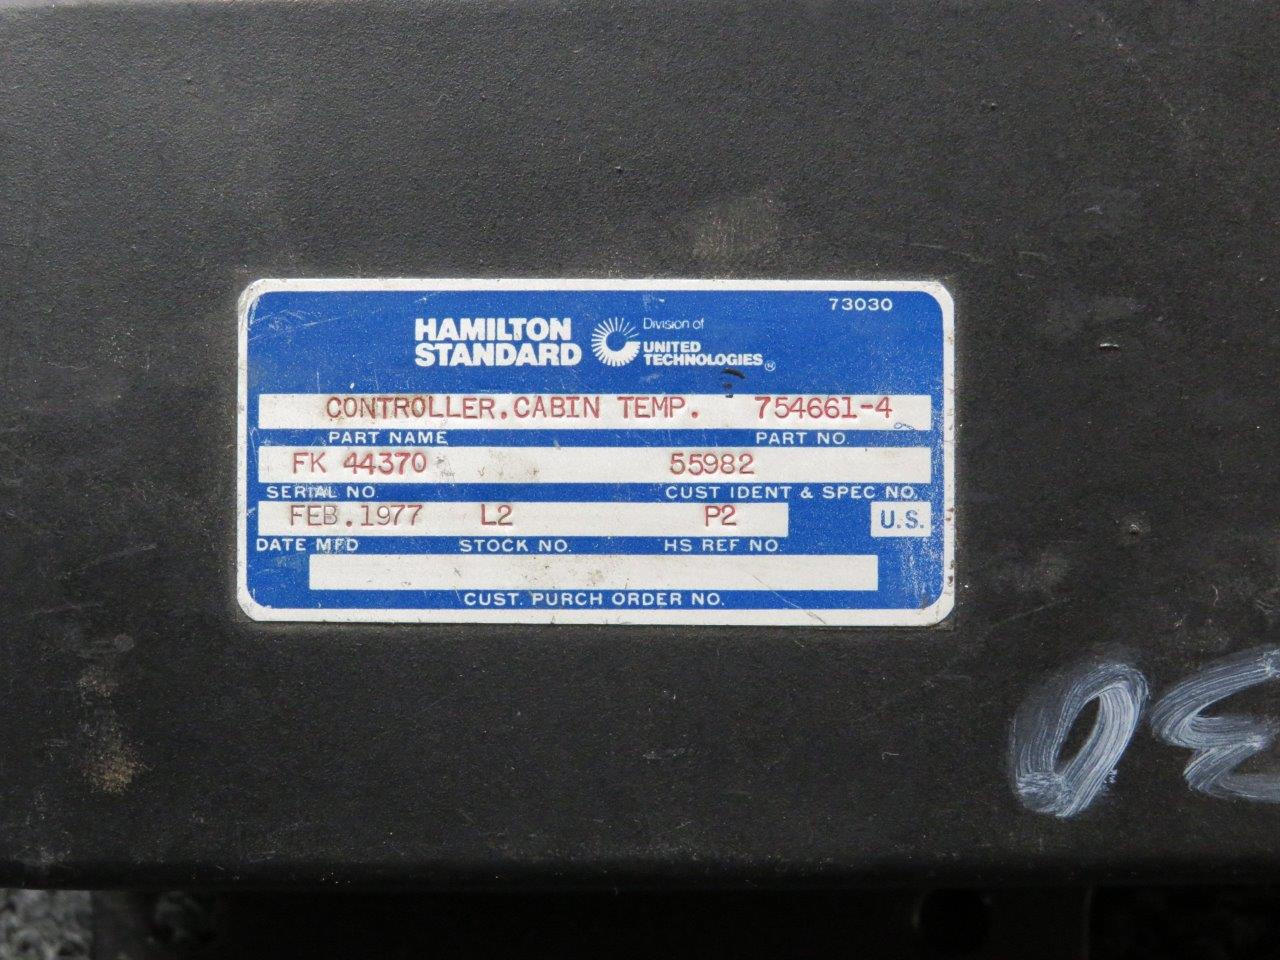 73030
HAMILTON STANDARD
Division of
UNITED TECHNOLOGIES®
CONTROLLER.CABIN TEMP. 754661-4
PART NAME PART NO.
FK 44370 55982
SERIAL NO. CUST IDENT & SPEC NO.
FEB.1977 L2 P2 U.S.
DATE MFD STOCK NO. HS REF NO.
CUST. PURCH ORDER NO.